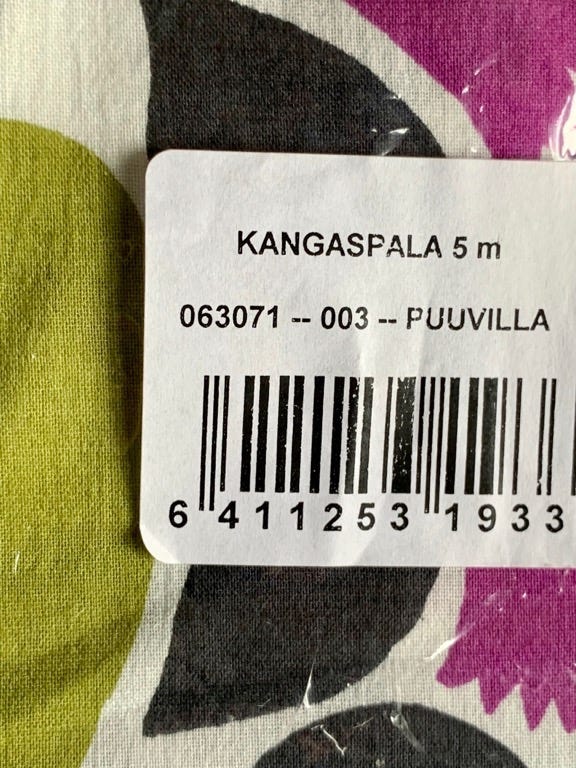 KANGASPALA 5 m
063071 -- 003 -- PUUVILLA
6 411253 1933